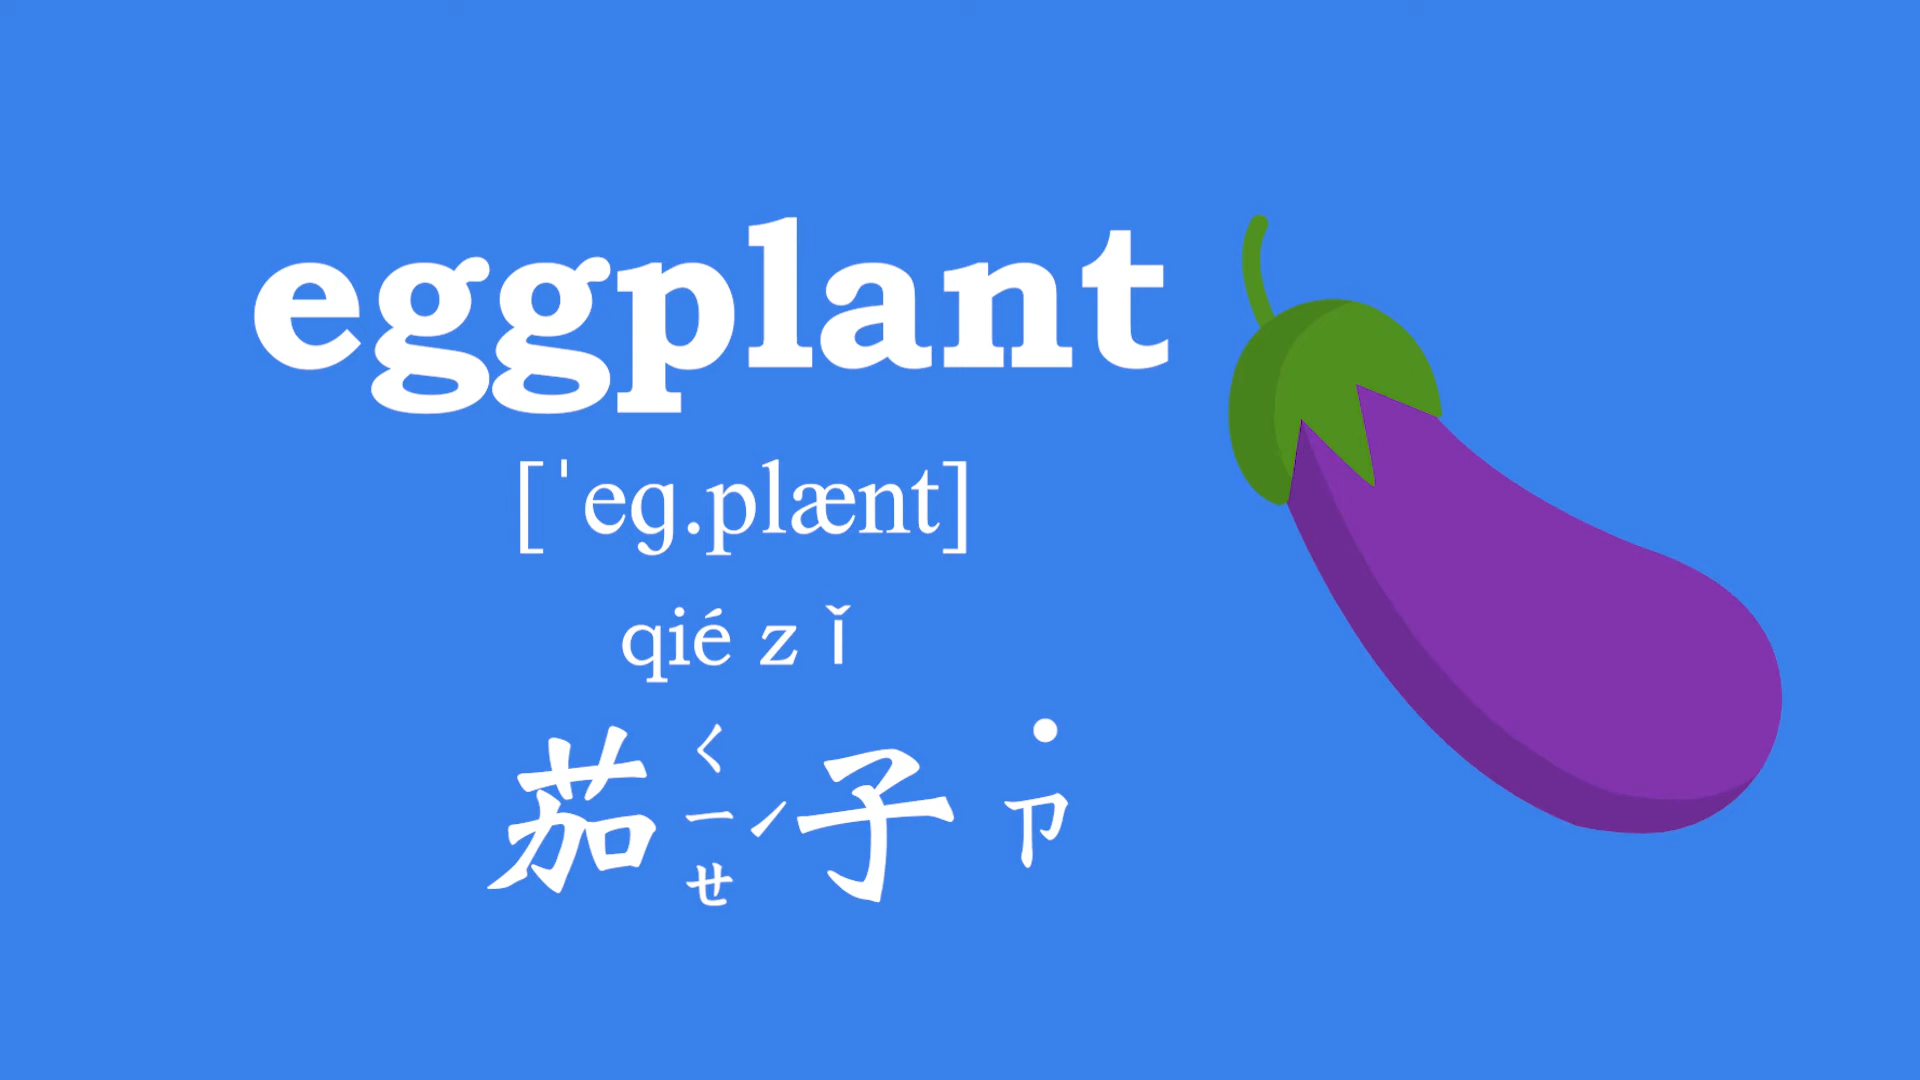 eggplant
[ˈeg.plænt]
qié zǐ
茄ㄑㄧㄝˊ子˙ㄗ